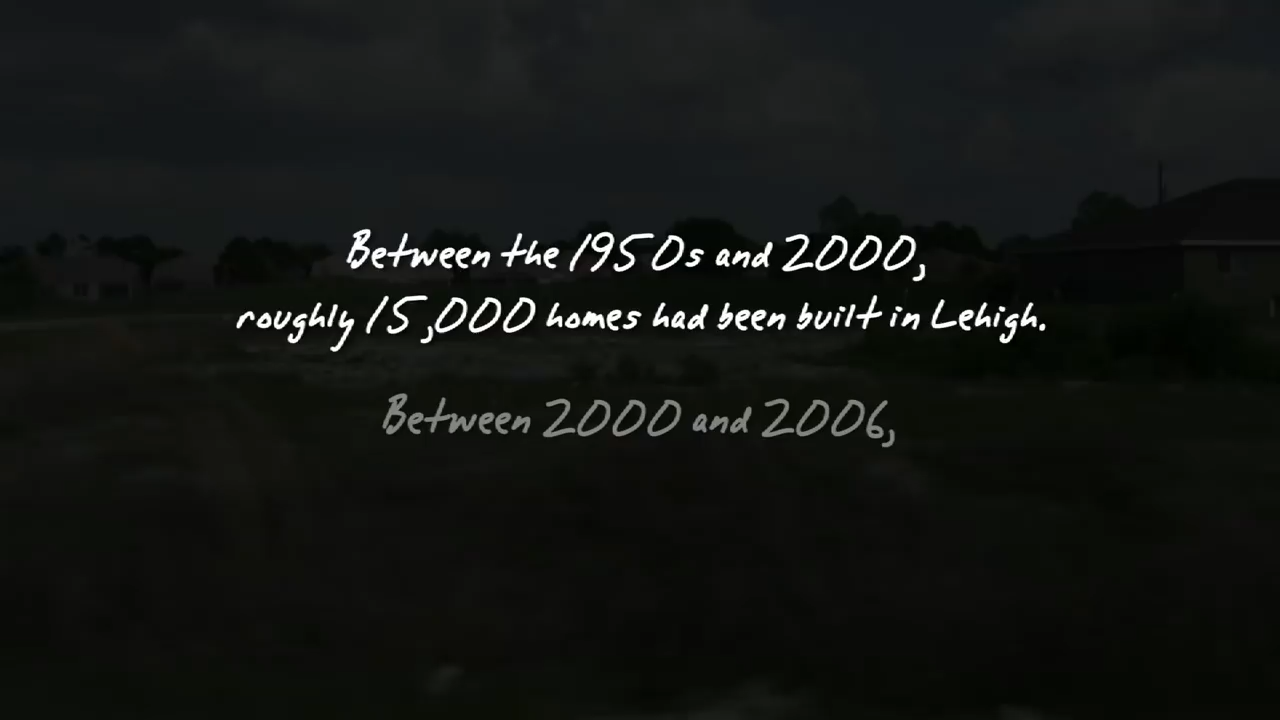 Between the 1950s and 2000,
roughly 15,000 homes had been built in Lehigh.
Between 2000 and 2006,